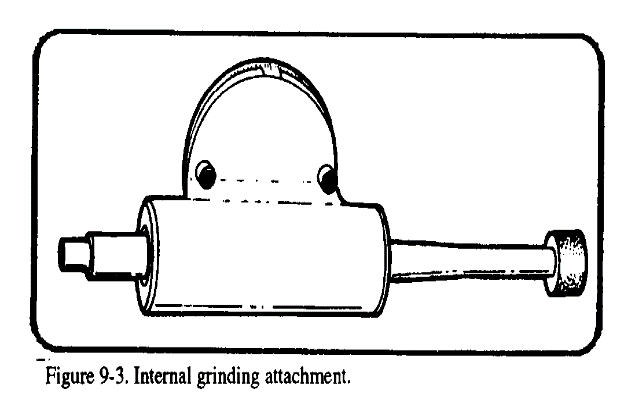 Figure 9-3. Internal grinding attachment.